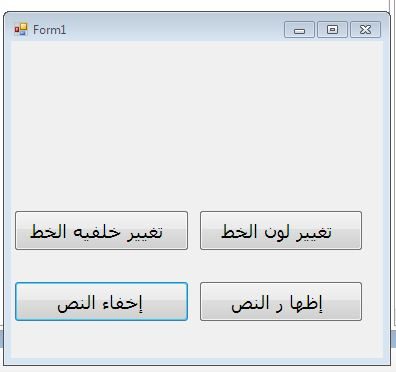 Form1
تغيير لون الخط
تغيير خلفيه الخط
إظها ر النص
إخفاء النص